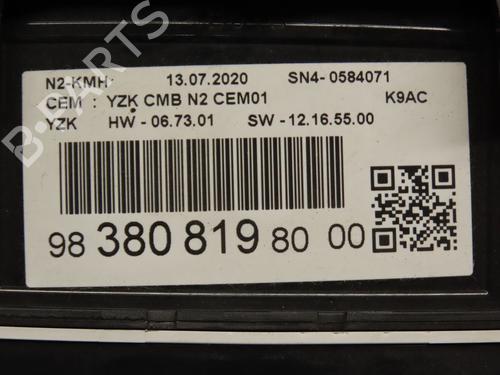 N2-KMH 13.07.2020 SN4- 0584071
CEM : YZK CMB N2 CEM01 K9AC
YZK HW - 06.73.01 SW -12.16.55.00
98 380 819 80 00
B-PARTS